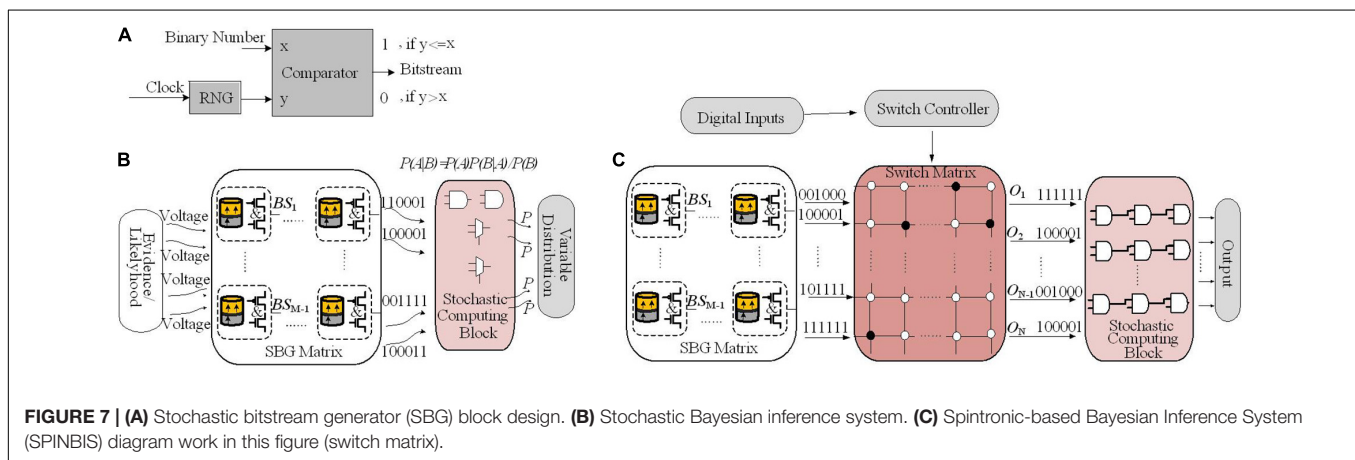 A
Binary Number
x
1 , if y<=x
Comparator
Bitstream
Clock
RNG
y
0 , if y>x
B
P(A|B)=P(A)P(B|A)/P(B)
Evidence/
Likelyhood
Voltage
Voltage
Voltage
Voltage
&
BS1
......
&
&
BSM-1
......
&
SBG Matrix
110001
100001
001111
100011
Stochastic
Computing
Block
P
P
P
P
Variable
Distribution
C
Digital Inputs
Switch Controller
&
BS1
......
&
&
BSM-1
......
&
SBG Matrix
001000
100001
101111
111111
Switch Matrix
O1 111111
O2 100001
ON-1 001000
ON 100001
Stochastic
Computing
Block
Output
FIGURE 7 | (A) Stochastic bitstream generator (SBG) block design. (B) Stochastic Bayesian inference system. (C) Spintronic-based Bayesian Inference System
(SPINBIS) diagram work in this figure (switch matrix).